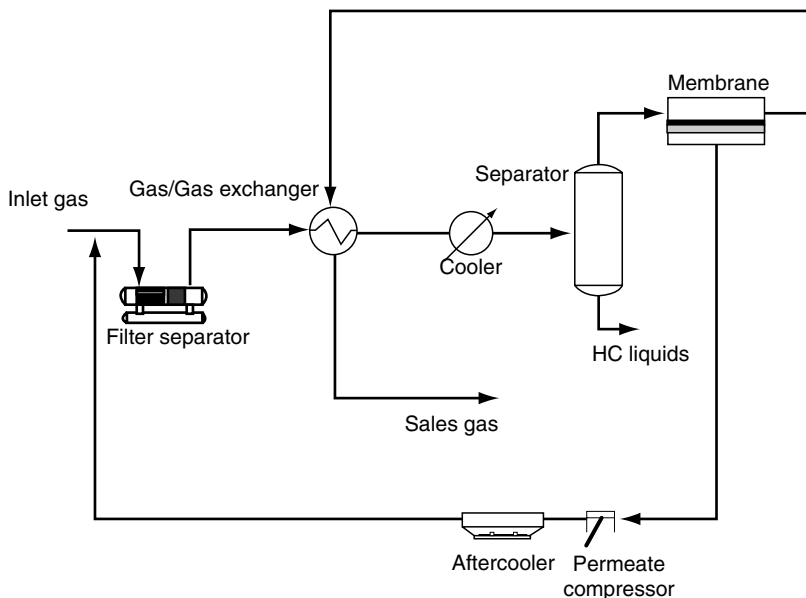 Membrane
Separator
Gas/Gas exchanger
Inlet gas
Cooler
Filter separator
HC liquids
Sales gas
Aftercooler
Permeate
compressor